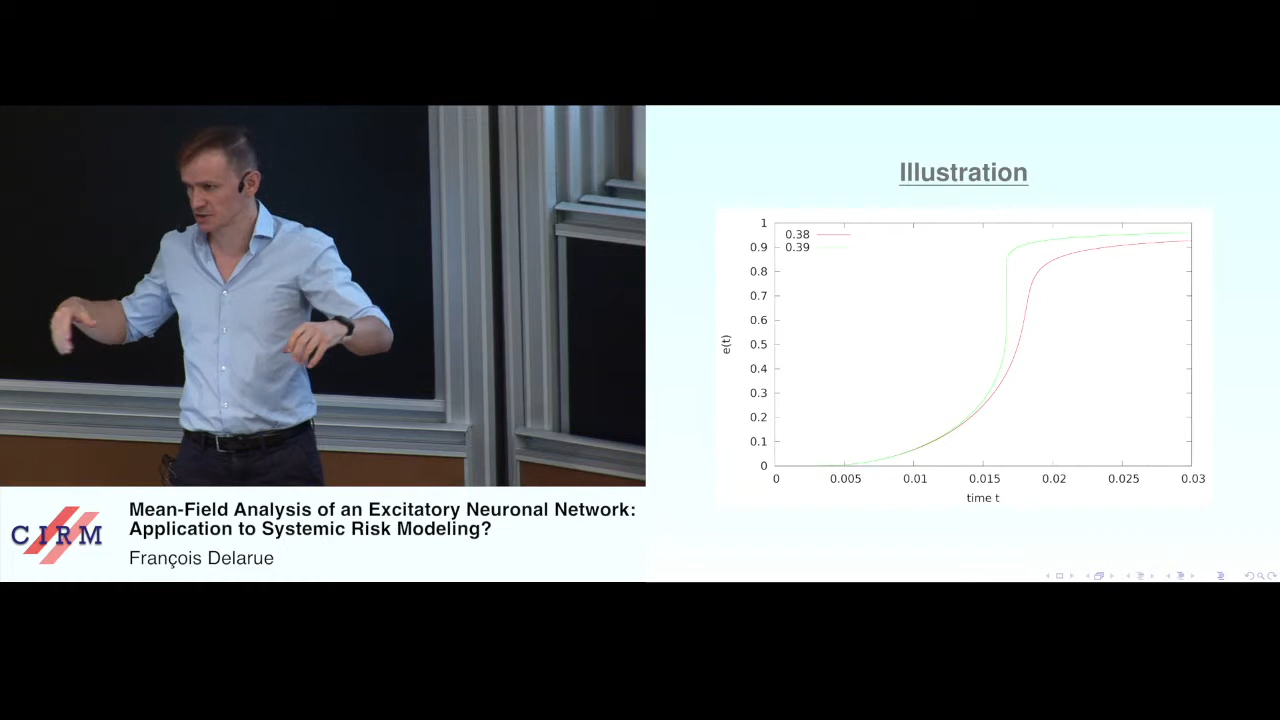 Illustration
1
0.38
0.39
0.9
0.8
0.7
0.6
0.5
0.4
0.3
0.2
0.1
0
e(t)
0
0.005
0.01
0.015
0.02
0.025
0.03
time t
CIRM
Mean-Field Analysis of an Excitatory Neuronal Network:
Application to Systemic Risk Modeling?
François Delarue